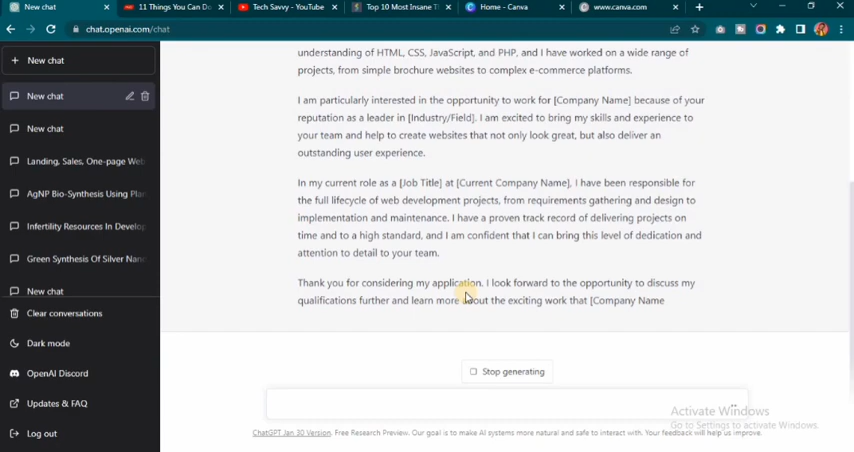 New chat
11 Things You Can Do
Tech Savvy - YouTube
Top 10 Most Insane T
Home - Canva
www.canva.com
chat.openai.com/chat
New chat
New chat
New chat
Landing, Sales, One-page Web
AgNP Bio-Synthesis Using Plan
Infertility Resources In Develop
Green Synthesis Of Silver Nano
New chat
Clear conversations
Dark mode
OpenAI Discord
Updates & FAQ
Log out
understanding of HTML, CSS, JavaScript, and PHP, and I have worked on a wide range of
projects, from simple brochure websites to complex e-commerce platforms.
I am particularly interested in the opportunity to work for [Company Name] because of your
reputation as a leader in [Industry/Field]. I am excited to bring my skills and experience to
your team and help to create websites that not only look great, but also deliver an
outstanding user experience.
In my current role as a [Job Title] at [Current Company Name], I have been responsible for
the full lifecycle of web development projects, from requirements gathering and design to
implementation and maintenance. I have a proven track record of delivering projects on
time and to a high standard, and I am confident that I can bring this level of dedication and
attention to detail to your team.
Thank you for considering my application. I look forward to the opportunity to discuss my
qualifications further and learn more about the exciting work that [Company Name
Stop generating
Activate Windows
Go to Settings to activate Windows.
ChatGPT Jan 30 Version. Free Research Preview. Our goal is to make AI systems more natural and safe to interact with. Your feedback will help us improve.